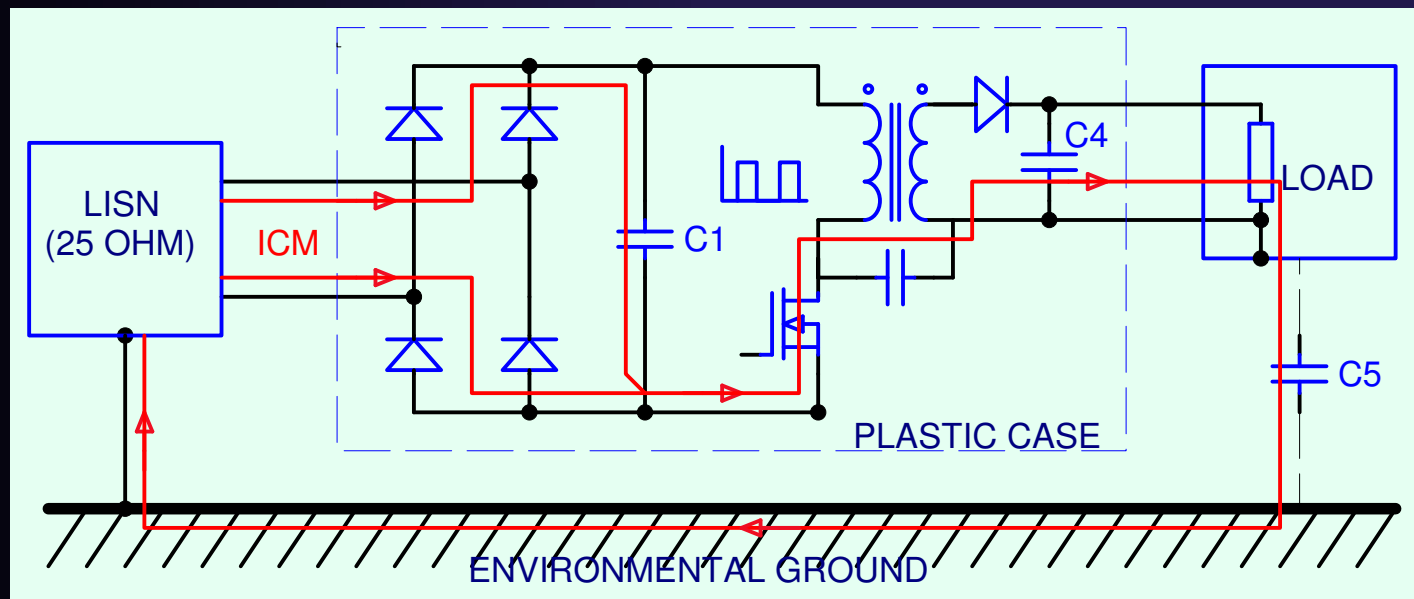 C4
LISN
(25 OHM)
LOAD
ICM
C1
C5
PLASTIC CASE
ENVIRONMENTAL GROUND